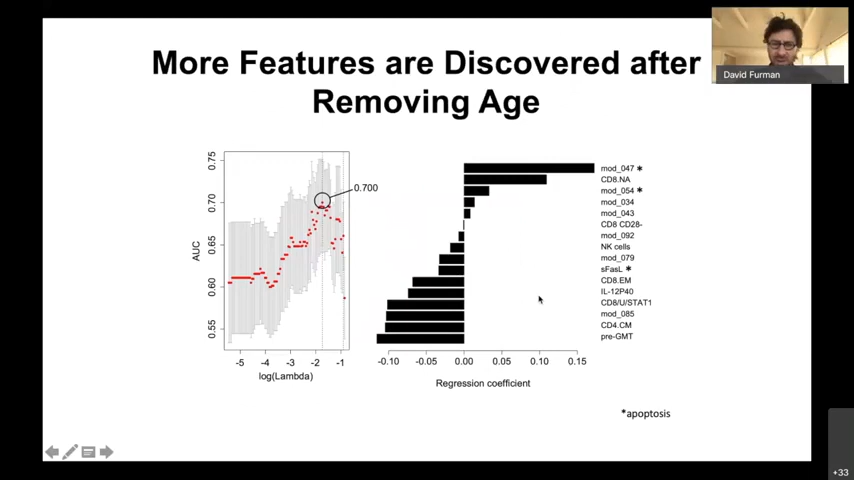 More Features are Discovered after
Removing Age
David Furman
0.75
0.70
0.65
0.60
0.55
AUC
0.700
-5 -4 -3 -2 -1
log(Lambda)
mod_047 *
CD8.NA
mod_054 *
mod_034
mod_043
CD8 CD28-
mod_092
NK cells
mod_079
sFasL *
CD8.EM
IL-12P40
CD8/U/STAT1
mod_085
CD4.CM
pre-GMT
-0.10 -0.05 0.00 0.05 0.10 0.15
Regression coefficient
*apoptosis
+33